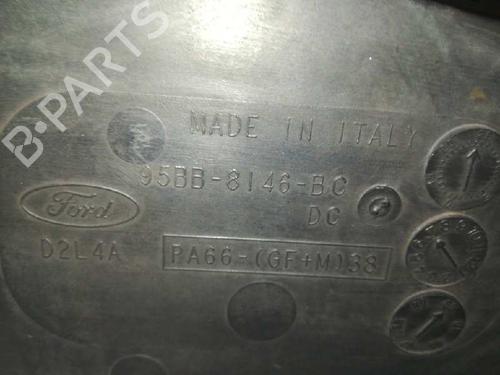 B-PARTS
MADE IN ITALY
95BB-8146-BC
DC
Ford
D2L4A
PA66-(GF+M)38